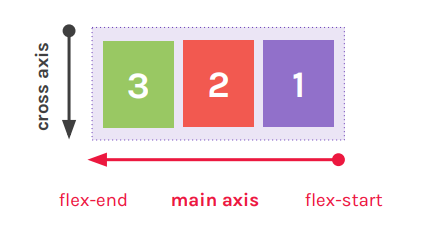 cross axis
3 2 1
flex-end main axis flex-start